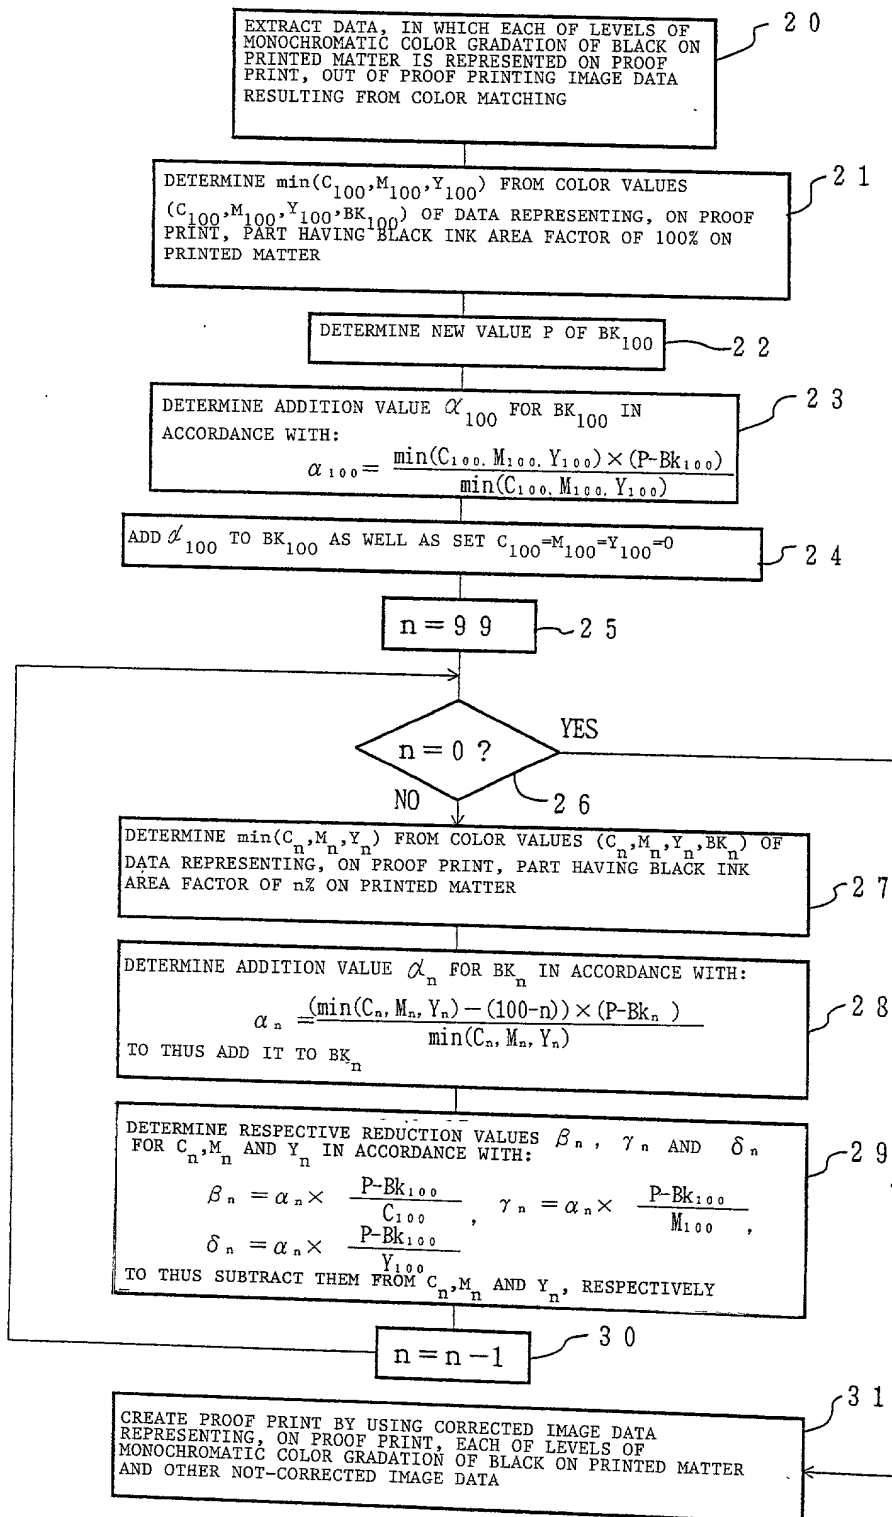 EXTRACT DATA, IN WHICH EACH OF LEVELS OF
MONOCHROMATIC COLOR GRADATION OF BLACK ON
PRINTED MATTER IS REPRESENTED ON PROOF
PRINT, OUT OF PROOF PRINTING IMAGE DATA
RESULTING FROM COLOR MATCHING
20
DETERMINE min(C100,M100,Y100) FROM COLOR VALUES
(C100,M100,Y100,BK100) OF DATA REPRESENTING, ON PROOF
PRINT, PART HAVING BLACK INK AREA FACTOR OF 100% ON
PRINTED MATTER
21
DETERMINE NEW VALUE P OF BK100
22
DETERMINE ADDITION VALUE α100 FOR BK100 IN
ACCORDANCE WITH:
α100 = min(C100, M100, Y100) × (P-Bk100)
min(C100, M100, Y100)
23
ADD α100 TO BK100 AS WELL AS SET C100=M100=Y100=0
24
n = 99
25
n = 0 ?
YES
NO
26
DETERMINE min(Cn,Mn,Yn) FROM COLOR VALUES (Cn,Mn,Yn,BKn) OF
DATA REPRESENTING, ON PROOF PRINT, PART HAVING BLACK INK
AREA FACTOR OF n% ON PRINTED MATTER
27
DETERMINE ADDITION VALUE αn FOR BKn IN ACCORDANCE WITH:
αn = (min(Cn, Mn, Yn) – (100-n)) × (P-Bkn )
min(Cn, Mn, Yn)
TO THUS ADD IT TO BKn
28
DETERMINE RESPECTIVE REDUCTION VALUES βn , γn AND δn
FOR Cn,Mn AND Yn IN ACCORDANCE WITH:
βn = αn × P-Bk100 / C100 , γn = αn × P-Bk100 / M100 ,
δn = αn × P-Bk100 / Y100
TO THUS SUBTRACT THEM FROM Cn,Mn AND Yn, RESPECTIVELY
29
n = n - 1
30
CREATE PROOF PRINT BY USING CORRECTED IMAGE DATA
REPRESENTING, ON PROOF PRINT, EACH OF LEVELS OF
MONOCHROMATIC COLOR GRADATION OF BLACK ON PRINTED MATTER
AND OTHER NOT-CORRECTED IMAGE DATA
31